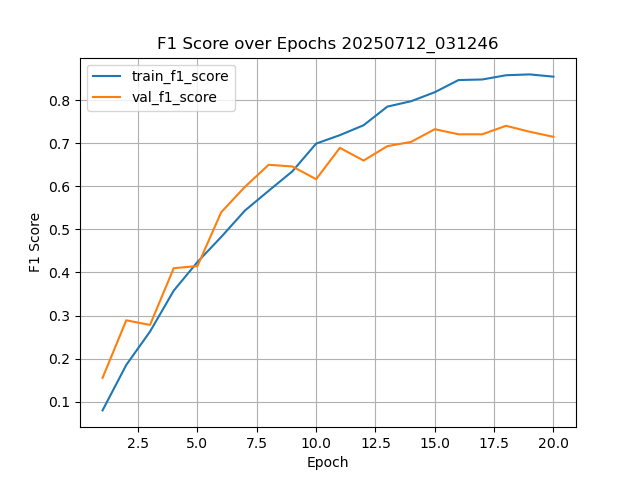 F1 Score over Epochs 20250712_031246
train_f1_score
val_f1_score
F1 Score
0.8
0.7
0.6
0.5
0.4
0.3
0.2
0.1
2.5 5.0 7.5 10.0 12.5 15.0 17.5 20.0
Epoch